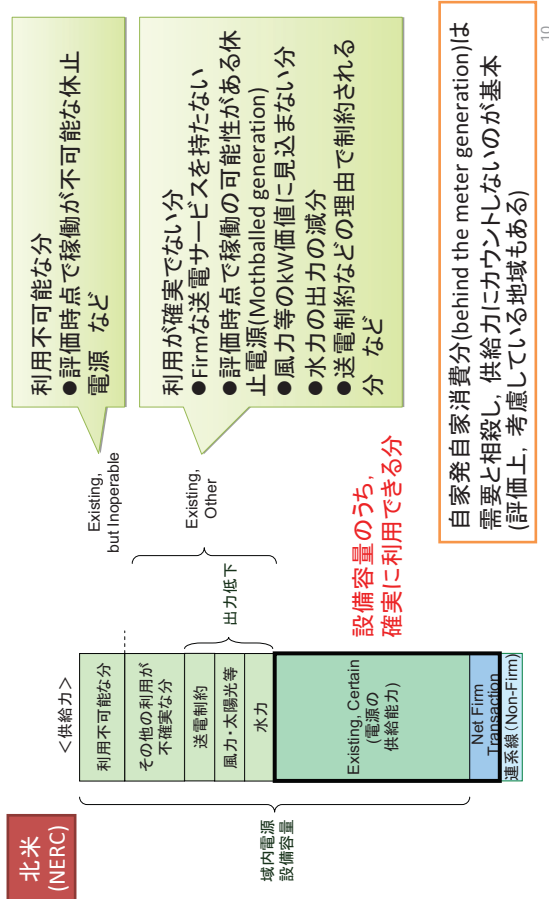 北米
(NERC)
＜供給力＞
利用不可能な分
その他の利用が
不確実な分
送電制約
風力・太陽光等
水力
Existing, Certain
(電源の
供給能力)
Net Firm
Transaction
連系線(Non-Firm)
域内電源
設備容量
出力低下
Existing,
but Inoperable
Existing,
Other
設備容量のうち,
確実に利用できる分
利用不可能な分
●評価時点で稼働が不可能な休止
電源 など
利用が確実でない分
●Firmな送電サービスを持たない
●評価時点で稼働の可能性がある休
止電源(Mothballed generation)
●風力等のkW価値に見込まない分
●水力の出力の減分
●送電制約などの理由で制約される
分 など
自家発自家消費分(behind the meter generation)は
需要と相殺し, 供給力にカウントしないのが基本
(評価上, 考慮している地域もある)
10